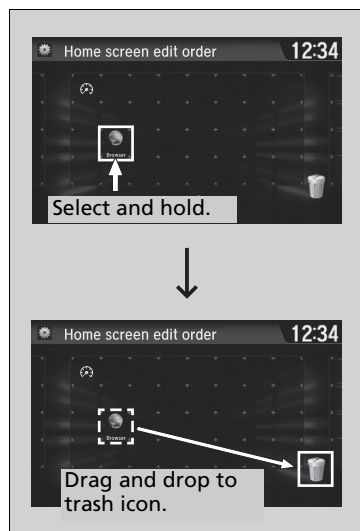 Home screen edit order 12:34
Browser
Select and hold.
Home screen edit order 12:34
Browser
Drag and drop to
trash icon.